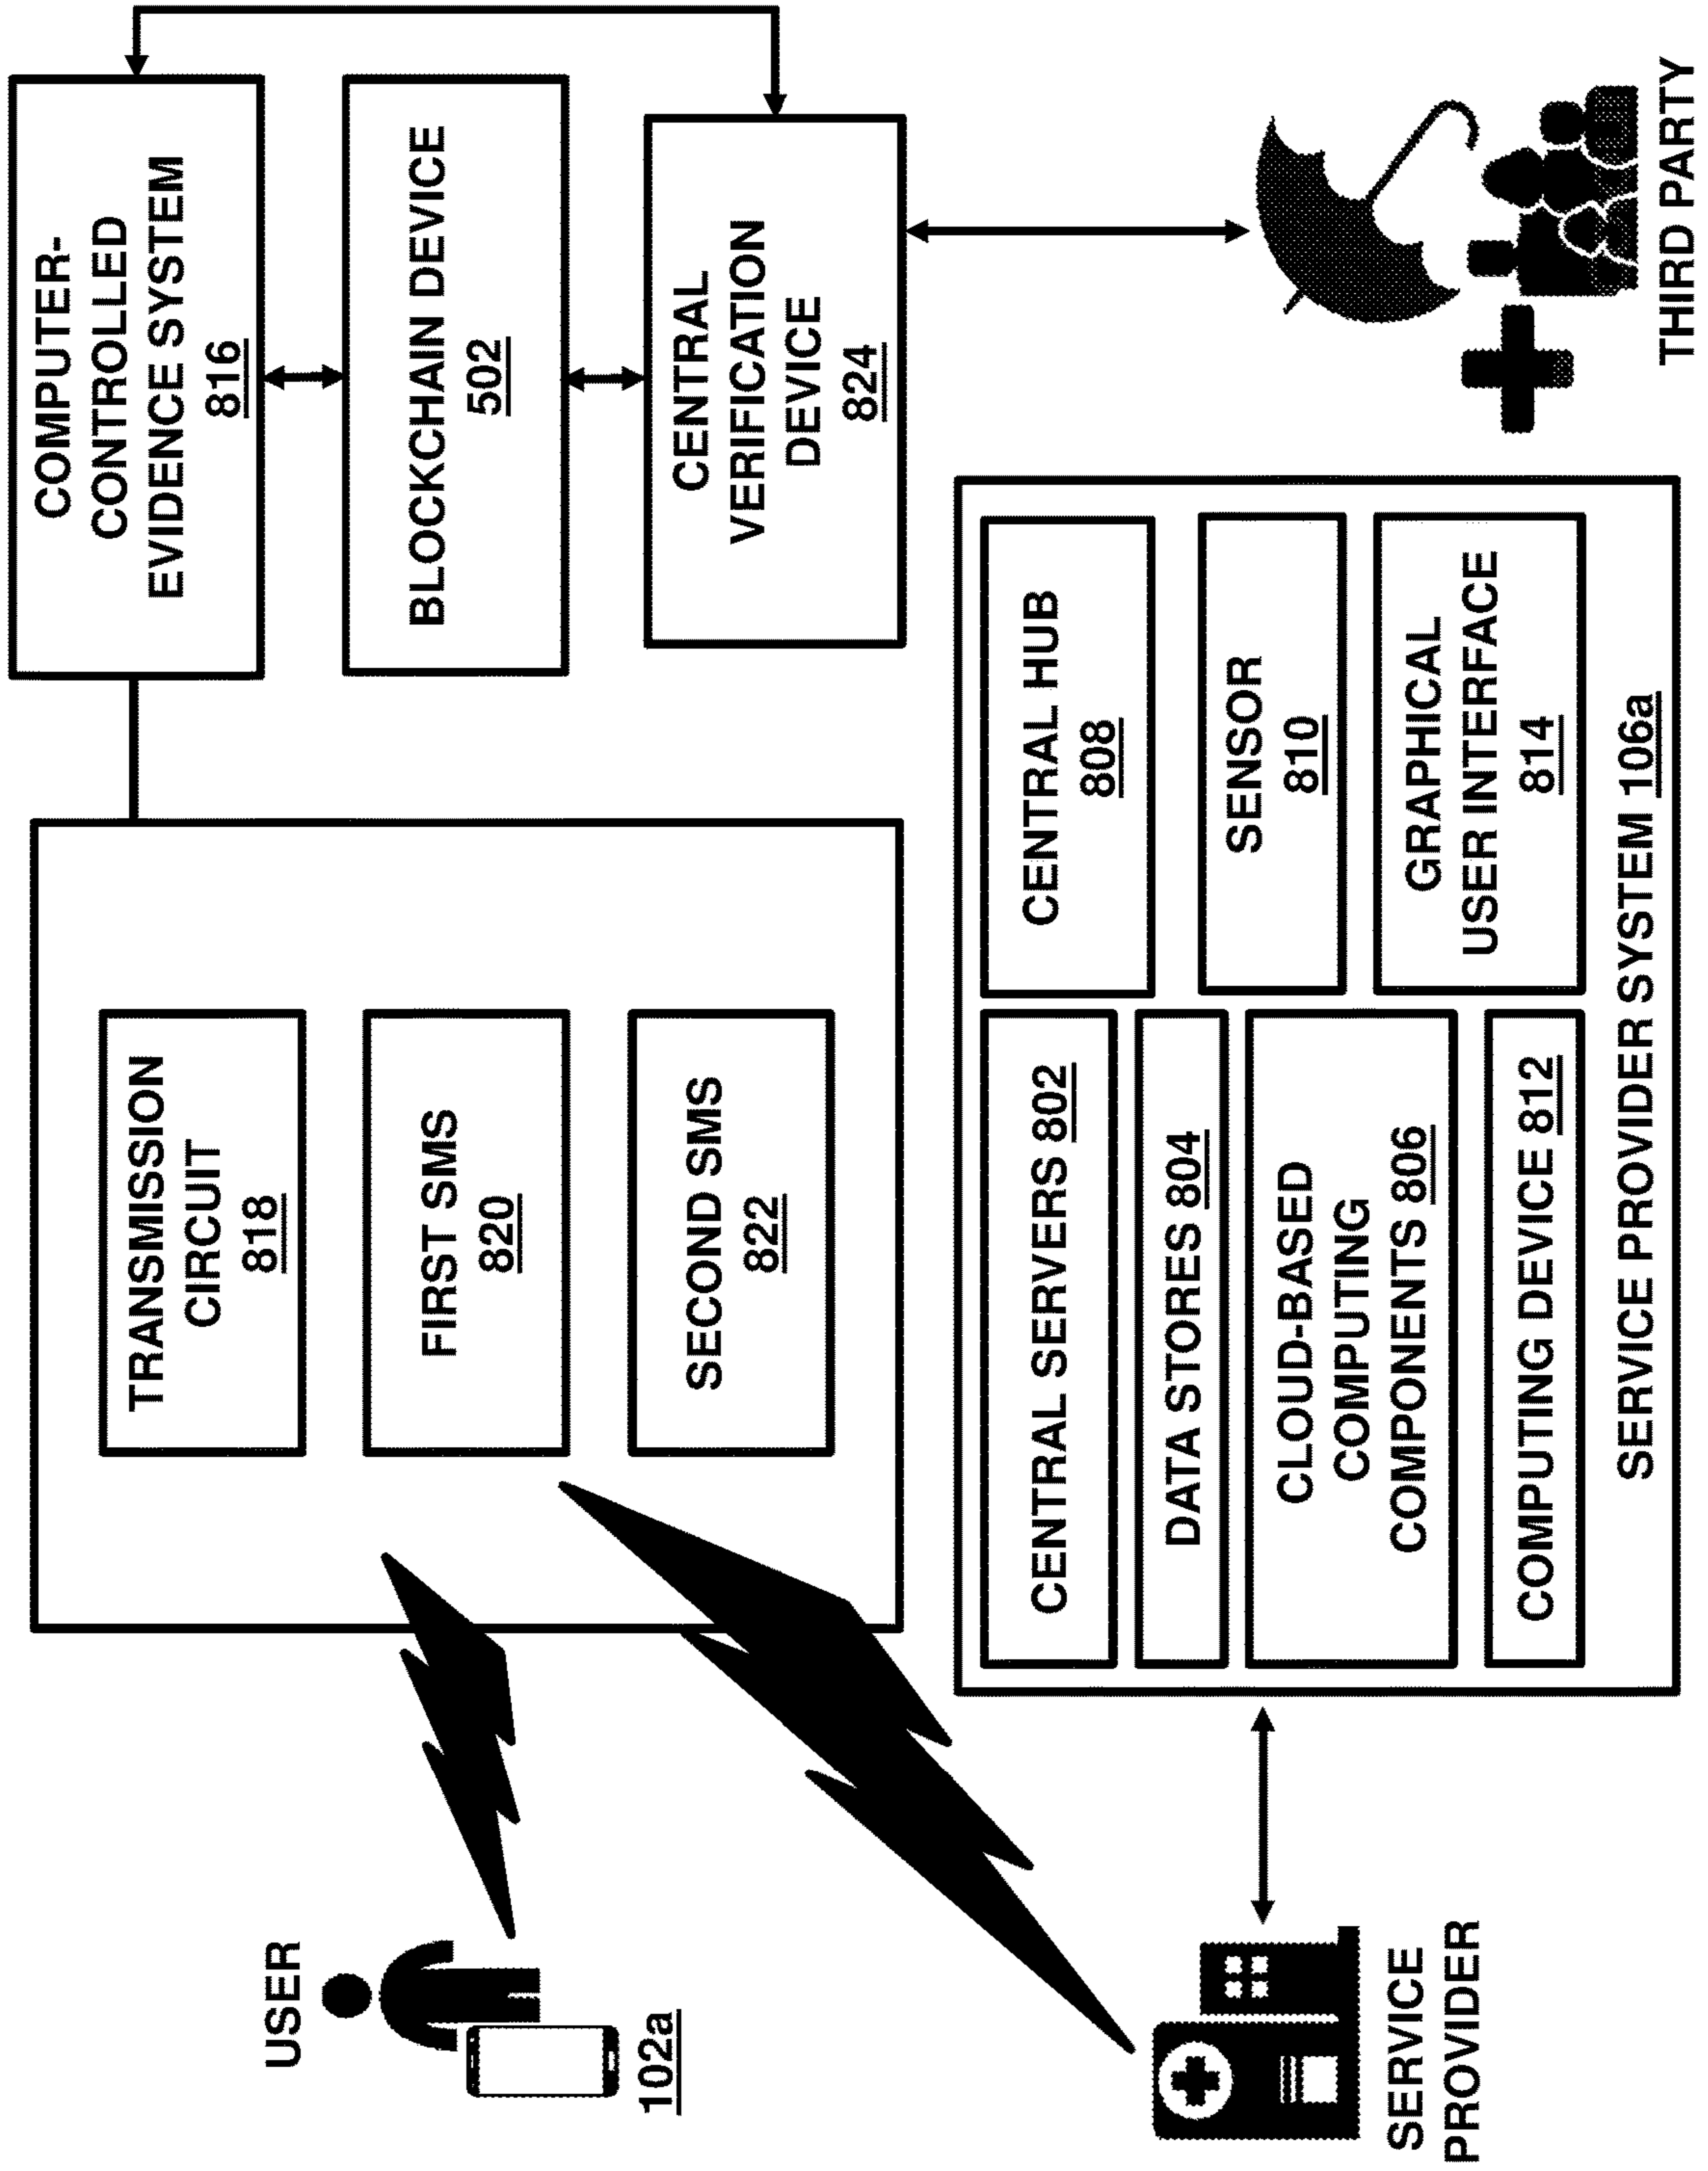 USER
102a
SERVICE
PROVIDER
TRANSMISSION
CIRCUIT
818
FIRST SMS
820
SECOND SMS
822
COMPUTER-
CONTROLLED
EVIDENCE SYSTEM
816
BLOCKCHAIN DEVICE
502
CENTRAL
VERIFICATION
DEVICE
824
CENTRAL SERVERS 802
DATA STORES 804
CLOUD-BASED
COMPUTING
COMPONENTS 806
COMPUTING DEVICE 812
CENTRAL HUB
808
SENSOR
810
GRAPHICAL
USER INTERFACE
814
SERVICE PROVIDER SYSTEM 106a
THIRD PARTY